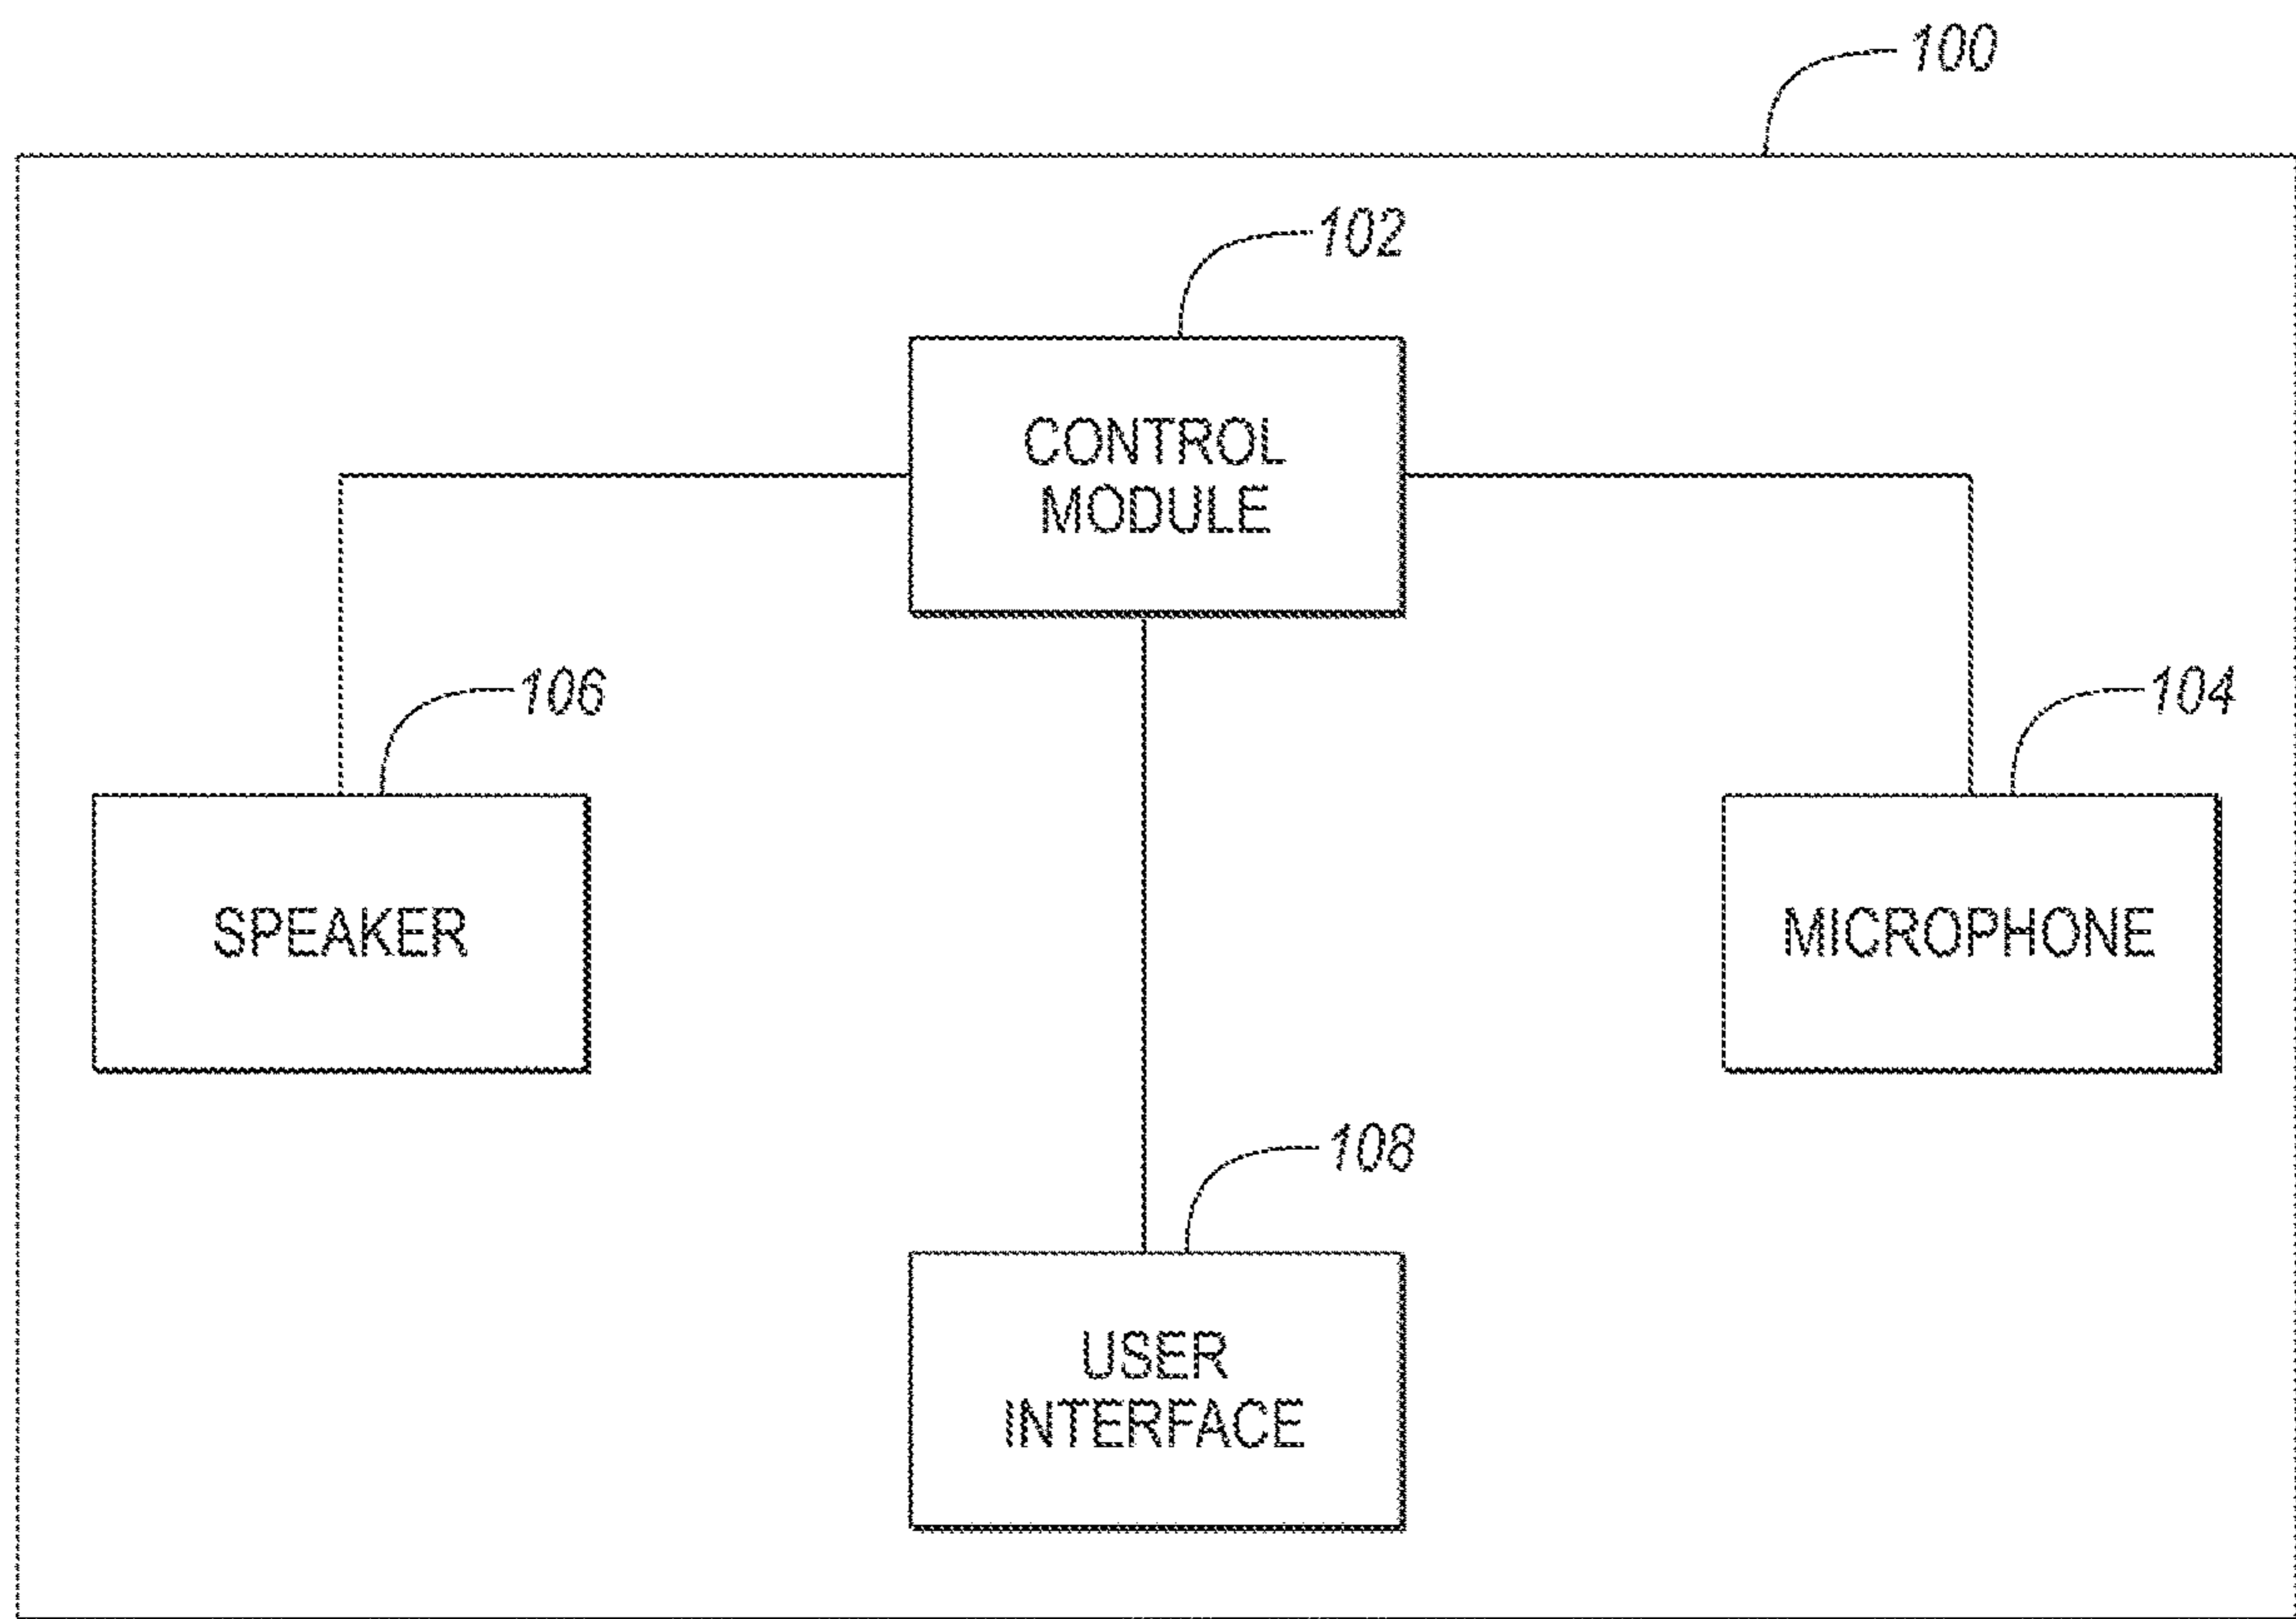 100
102
CONTROL
MODULE
106
104
SPEAKER
MICROPHONE
108
USER
INTERFACE